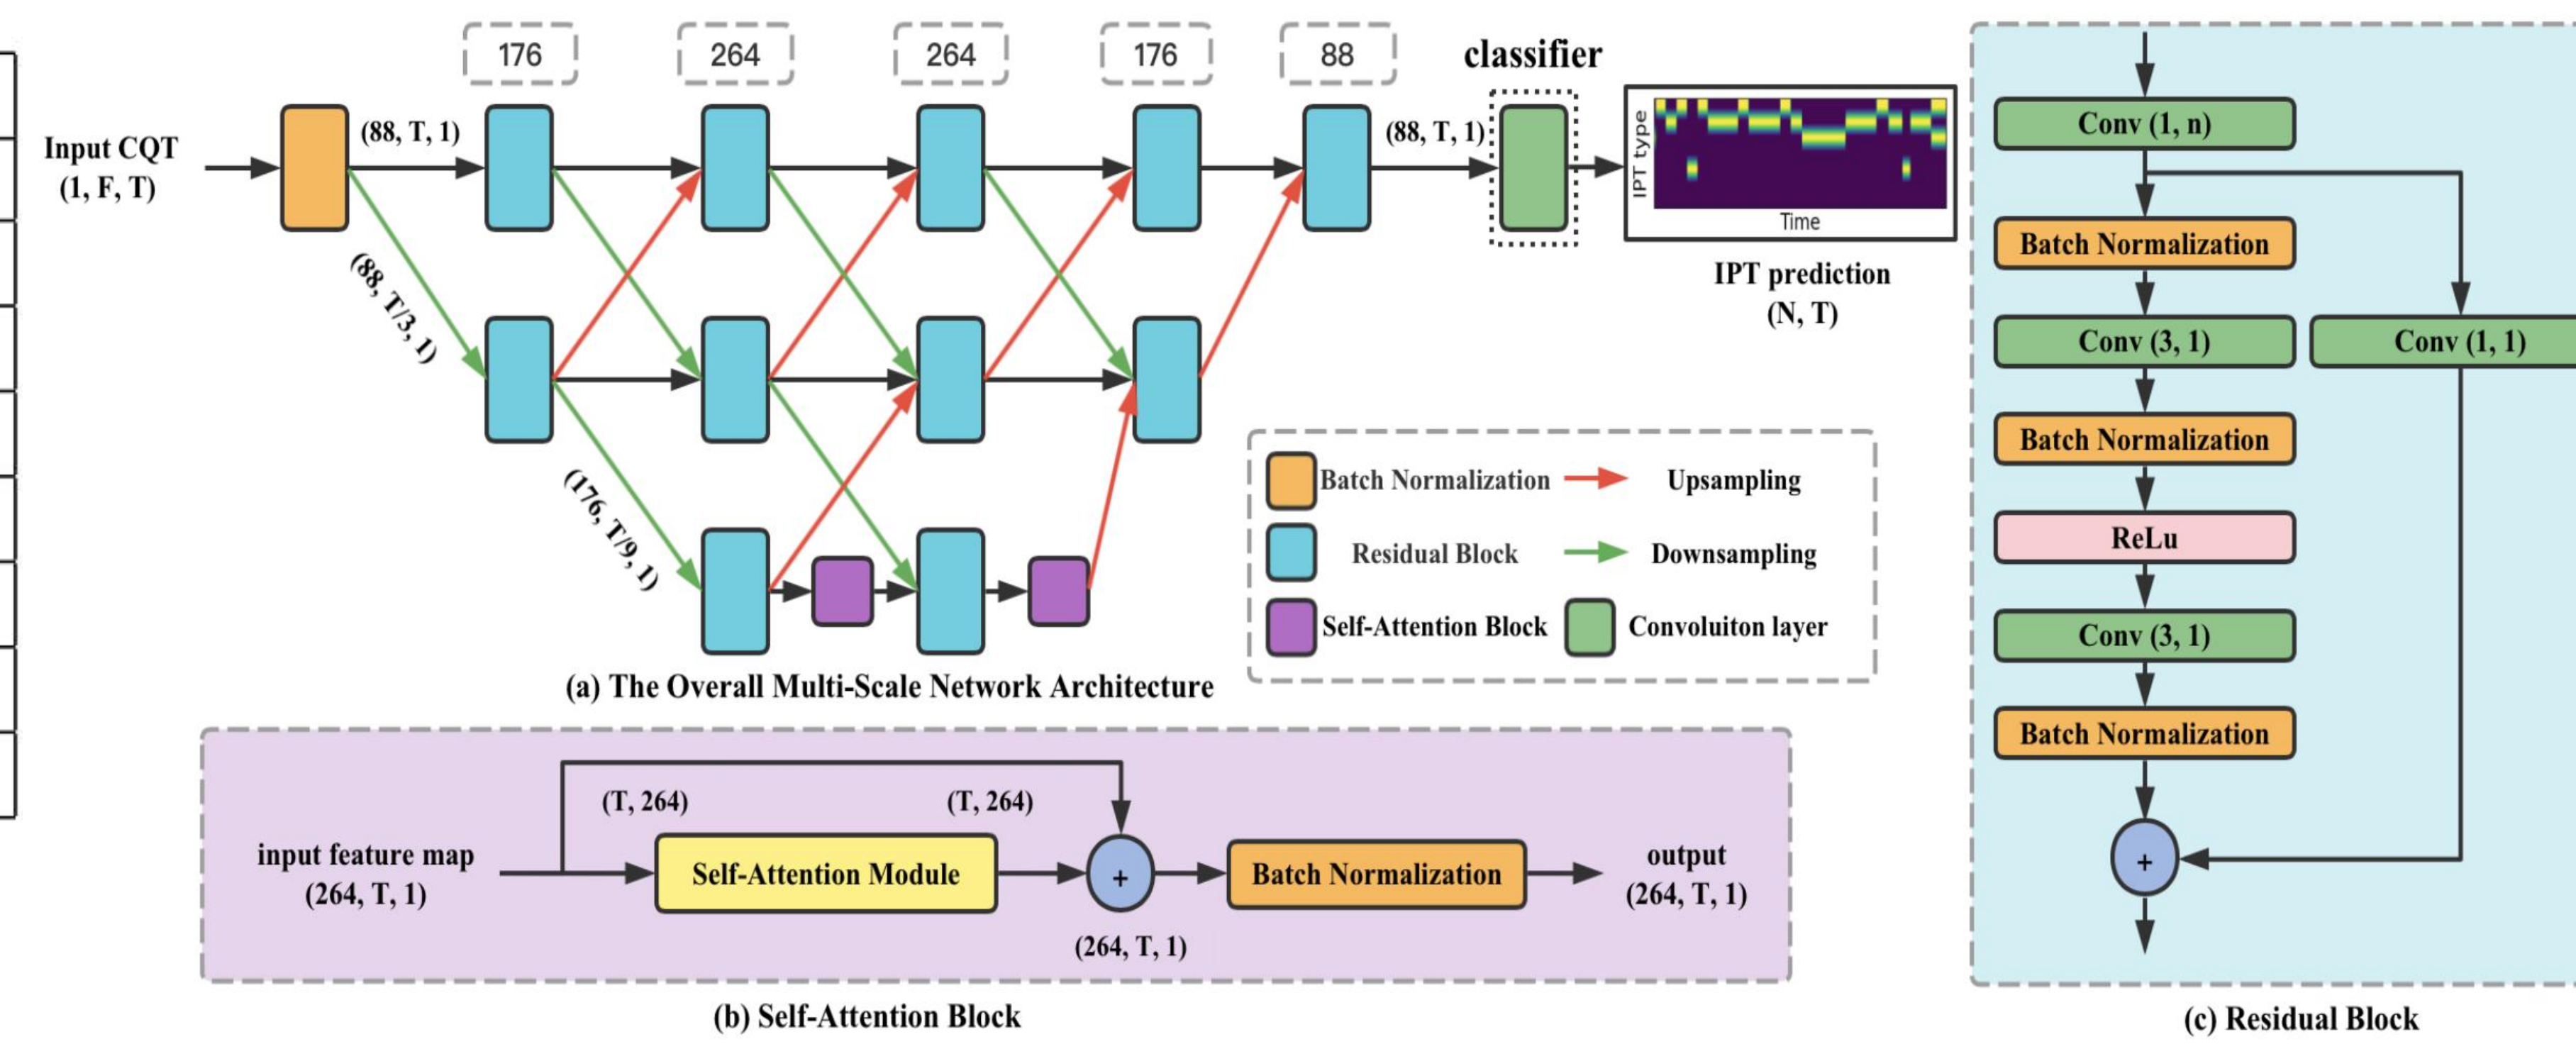 176
264
264
176
88
classifier
Input CQT
(1, F, T)
(88, T, 1)
(88, T, 1)
IPT type
Time
IPT prediction
(N, T)
(88, T/3, 1)
(176, T/9, 1)
Batch Normalization
Upsampling
Residual Block
Downsampling
Self-Attention Block
Convoluiton layer
(a) The Overall Multi-Scale Network Architecture
(T, 264)
(T, 264)
input feature map
(264, T, 1)
Self-Attention Module
+
Batch Normalization
output
(264, T, 1)
(264, T, 1)
(b) Self-Attention Block
Conv (1, n)
Batch Normalization
Conv (3, 1)
Conv (1, 1)
Batch Normalization
ReLu
Conv (3, 1)
Batch Normalization
+
(c) Residual Block